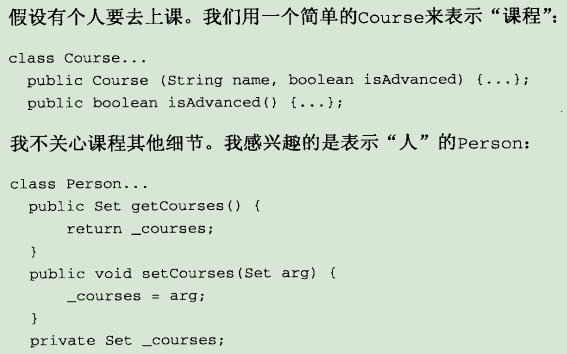 假设有个人要去上课。我们用一个简单的Course来表示“课程”：
class Course...
public Course (String name, boolean isAdvanced) {...};
public boolean isAdvanced() {...};
我不关心课程其他细节。我感兴趣的是表示“人”的Person：
class Person...
public Set getCourses() {
return _courses;
}
public void setCourses(Set arg) {
_courses = arg;
}
private Set _courses;